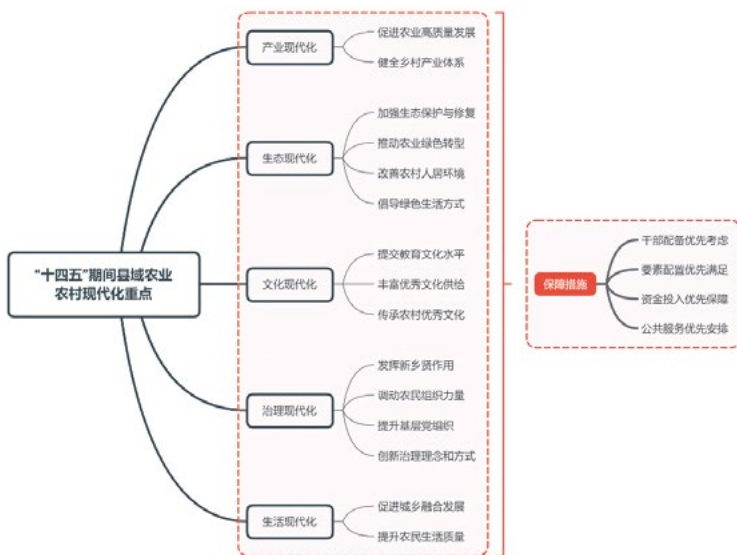 “十四五”期间县域农业
农村现代化重点
产业现代化
促进农业高质量发展
健全乡村产业体系
生态现代化
加强生态保护与修复
推动农业绿色转型
改善农村人居环境
倡导绿色生活方式
文化现代化
提交教育文化水平
丰富优秀文化供给
传承农村优秀文化
治理现代化
发挥新乡贤作用
调动农民组织力量
提升基层党组织
创新治理理念和方式
生活现代化
促进城乡融合发展
提升农民生活质量
保障措施
干部配备优先考虑
要素配置优先满足
资金投入优先保障
公共服务优先安排